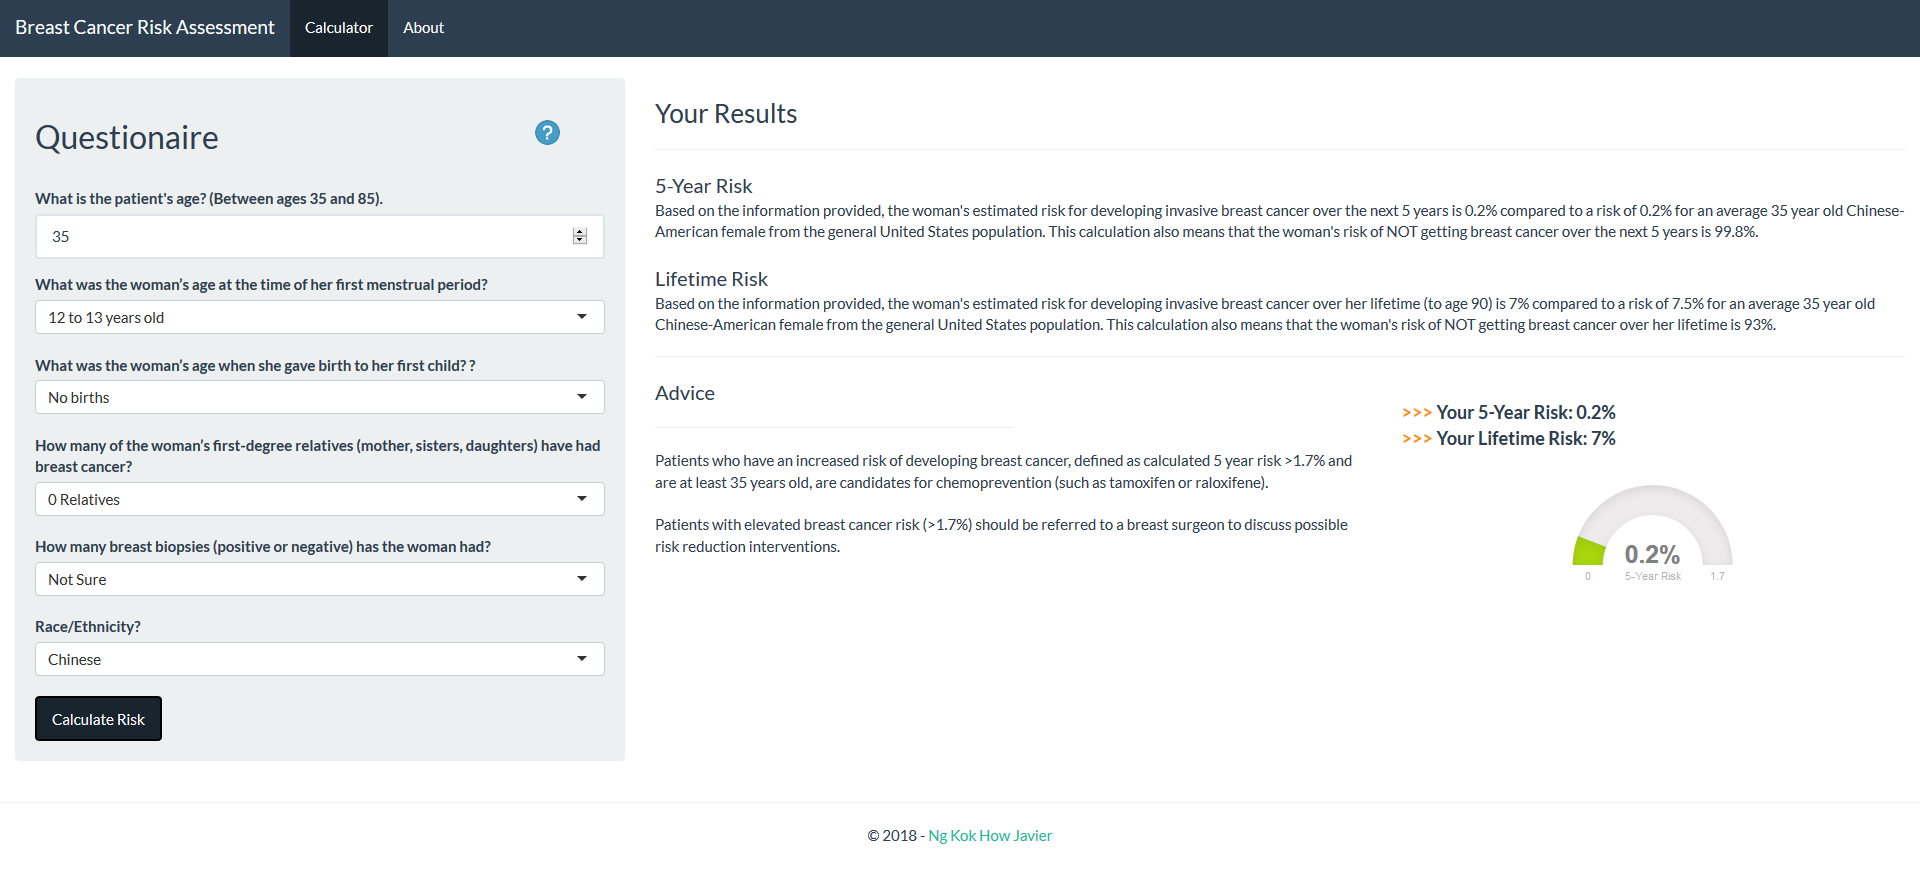 Breast Cancer Risk Assessment
Calculator
About
Questionaire
?
What is the patient's age? (Between ages 35 and 85).
35
What was the woman’s age at the time of her first menstrual period?
12 to 13 years old
What was the woman’s age when she gave birth to her first child? ?
No births
How many of the woman’s first-degree relatives (mother, sisters, daughters) have had
breast cancer?
0 Relatives
How many breast biopsies (positive or negative) has the woman had?
Not Sure
Race/Ethnicity?
Chinese
Calculate Risk
Your Results
5-Year Risk
Based on the information provided, the woman's estimated risk for developing invasive breast cancer over the next 5 years is 0.2% compared to a risk of 0.2% for an average 35 year old Chinese-
American female from the general United States population. This calculation also means that the woman's risk of NOT getting breast cancer over the next 5 years is 99.8%.
Lifetime Risk
Based on the information provided, the woman's estimated risk for developing invasive breast cancer over her lifetime (to age 90) is 7% compared to a risk of 7.5% for an average 35 year old
Chinese-American female from the general United States population. This calculation also means that the woman's risk of NOT getting breast cancer over her lifetime is 93%.
Advice
Patients who have an increased risk of developing breast cancer, defined as calculated 5 year risk >1.7% and
are at least 35 years old, are candidates for chemoprevention (such as tamoxifen or raloxifene).
Patients with elevated breast cancer risk (>1.7%) should be referred to a breast surgeon to discuss possible
risk reduction interventions.
>>> Your 5-Year Risk: 0.2%
>>> Your Lifetime Risk: 7%
0.2%
0 5-Year Risk 1.7
© 2018 - Ng Kok How Javier